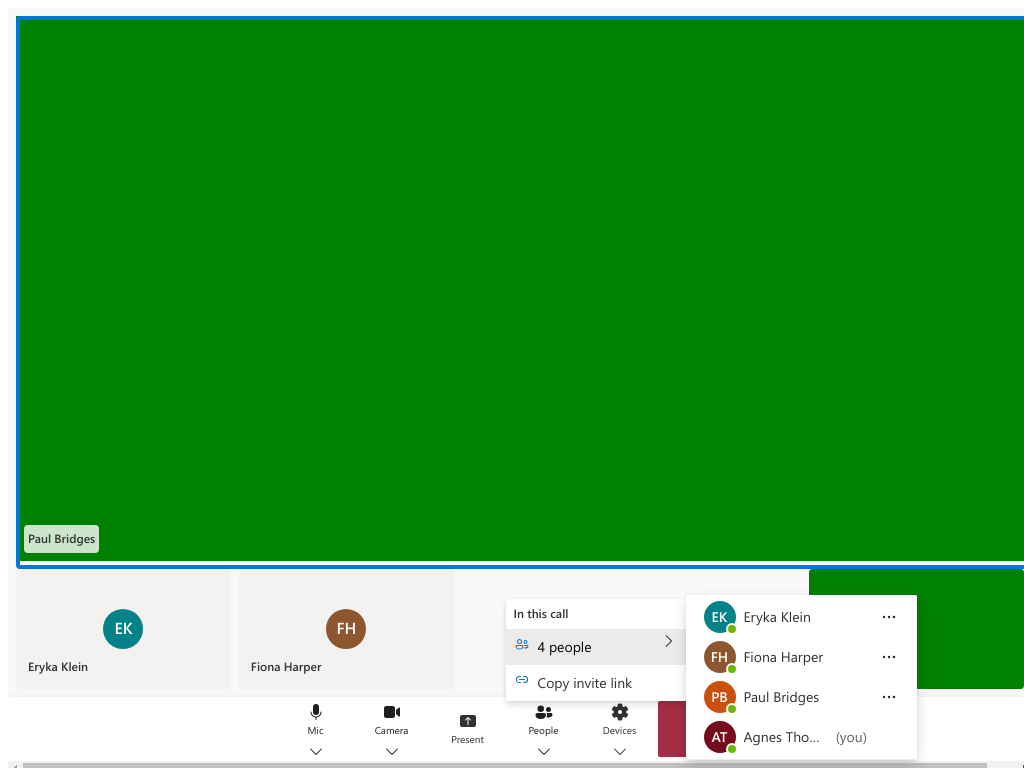 Paul Bridges
EK
Eryka Klein
FH
Fiona Harper
In this call
4 people
Copy invite link
EK Eryka Klein
FH Fiona Harper
PB Paul Bridges
AT Agnes Tho... (you)
Mic
Camera
Present
People
Devices